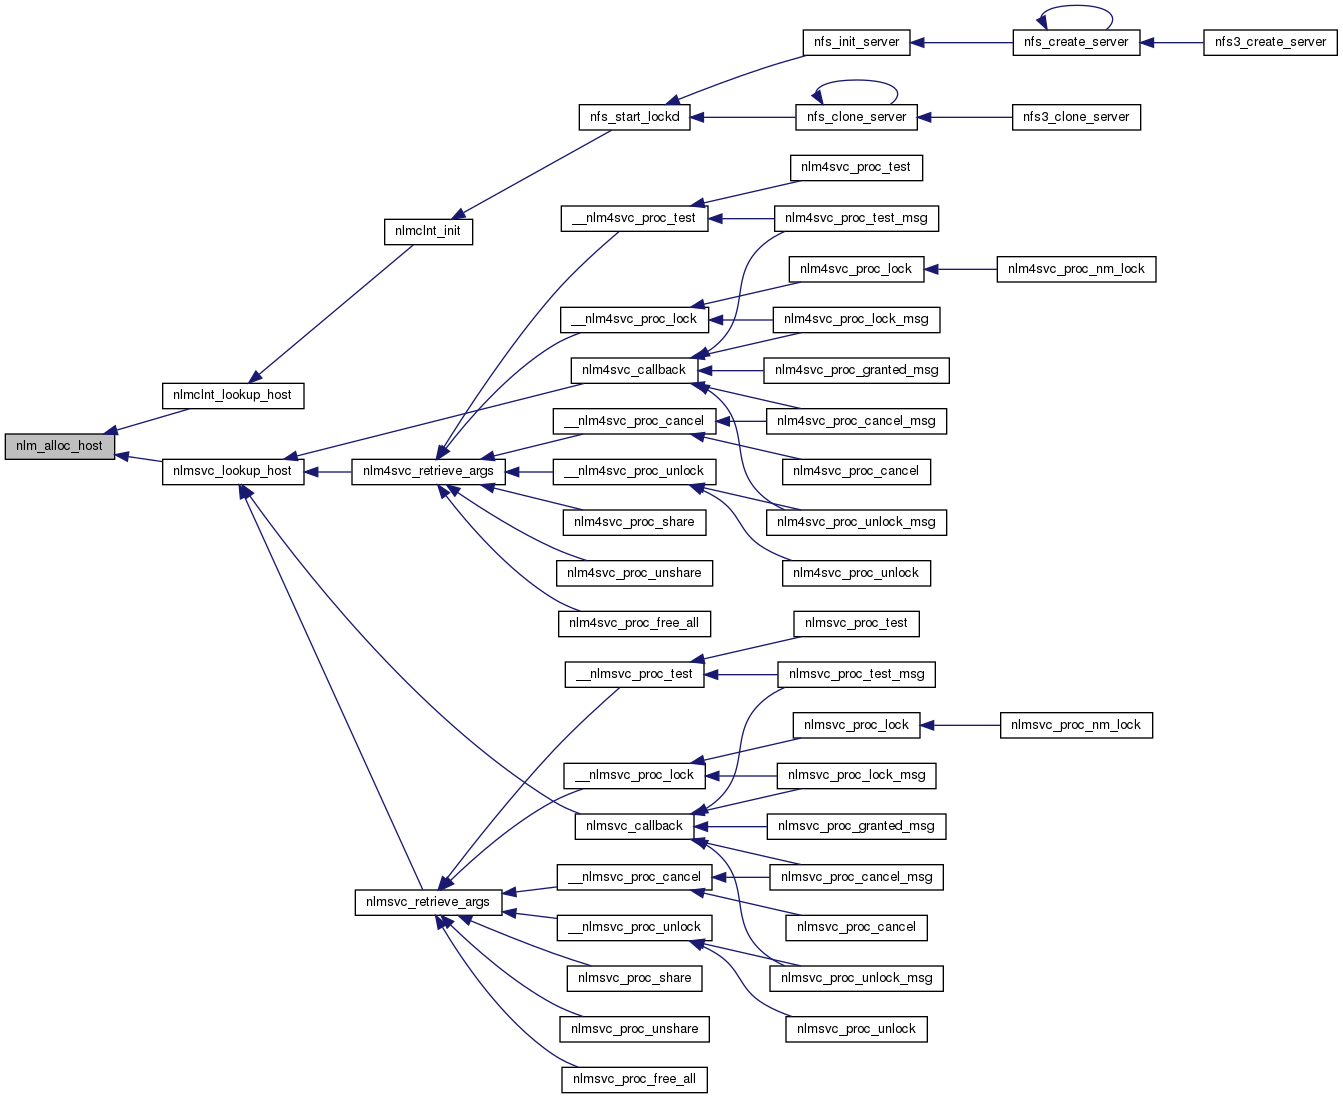 nfs_init_server
nfs_create_server
nfs3_create_server
nfs_start_lockd
nfs_clone_server
nfs3_clone_server
nlm4svc_proc_test
__nlm4svc_proc_test
nlm4svc_proc_test_msg
nlmclnt_init
nlm4svc_proc_lock
nlm4svc_proc_nm_lock
__nlm4svc_proc_lock
nlm4svc_proc_lock_msg
nlm4svc_callback
nlm4svc_proc_granted_msg
nlmclnt_lookup_host
__nlm4svc_proc_cancel
nlm4svc_proc_cancel_msg
nlm_alloc_host
nlmsvc_lookup_host
nlm4svc_retrieve_args
__nlm4svc_proc_unlock
nlm4svc_proc_cancel
nlm4svc_proc_share
nlm4svc_proc_unlock_msg
nlm4svc_proc_unshare
nlm4svc_proc_unlock
nlm4svc_proc_free_all
nlmsvc_proc_test
__nlmsvc_proc_test
nlmsvc_proc_test_msg
nlmsvc_proc_lock
nlmsvc_proc_nm_lock
__nlmsvc_proc_lock
nlmsvc_proc_lock_msg
nlmsvc_callback
nlmsvc_proc_granted_msg
__nlmsvc_proc_cancel
nlmsvc_proc_cancel_msg
nlmsvc_retrieve_args
__nlmsvc_proc_unlock
nlmsvc_proc_cancel
nlmsvc_proc_share
nlmsvc_proc_unlock_msg
nlmsvc_proc_unshare
nlmsvc_proc_unlock
nlmsvc_proc_free_all